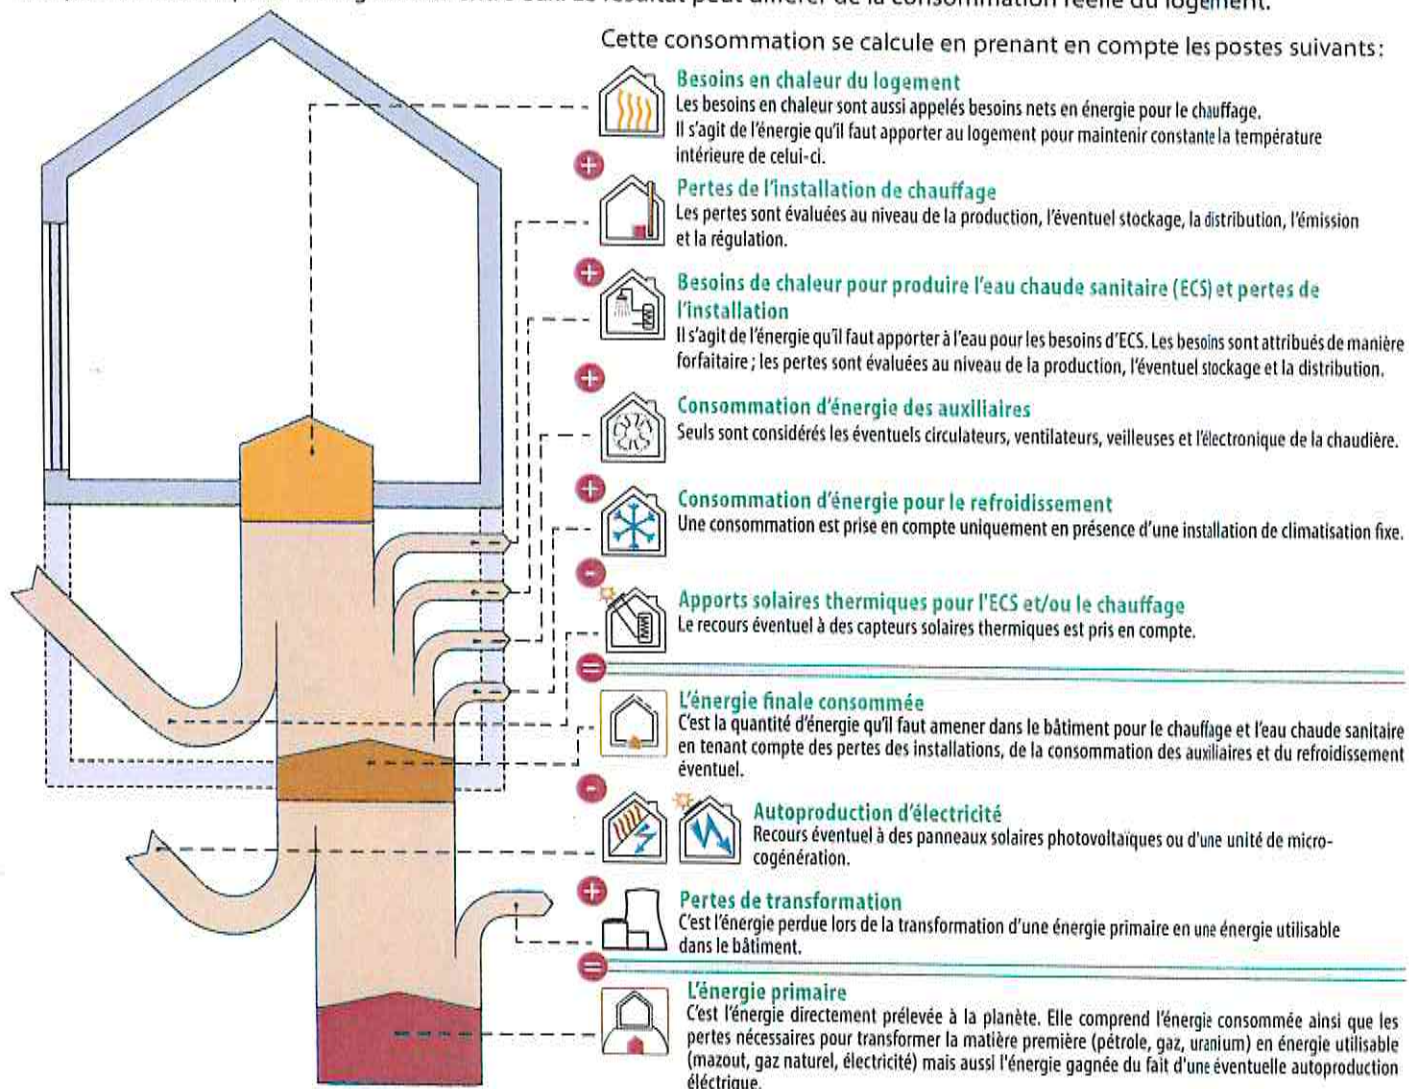 résultat peut différer de la consommation réelle du logement.
Cette consommation se calcule en prenant en compte les postes suivants:
Besoins en chaleur du logement
Les besoins en chaleur sont aussi appelés besoins nets en énergie pour le chauffage.
Il s'agit de l'énergie qu'il faut apporter au logement pour maintenir constante la température
intérieure de celui-ci.
+
Pertes de l'installation de chauffage
Les pertes sont évaluées au niveau de la production, l'éventuel stockage, la distribution, l'émission
et la régulation.
+
Besoins de chaleur pour produire l'eau chaude sanitaire (ECS) et pertes de
l'installation
Il s'agit de l'énergie qu'il faut apporter à l'eau pour les besoins d'ECS. Les besoins sont attribués de manière
forfaitaire ; les pertes sont évaluées au niveau de la production, l'éventuel stockage et la distribution.
+
Consommation d'énergie des auxiliaires
Seuls sont considérés les éventuels circulateurs, ventilateurs, veilleuses et l'électronique de la chaudière.
+
Consommation d'énergie pour le refroidissement
Une consommation est prise en compte uniquement en présence d'une installation de climatisation fixe.
-
Apports solaires thermiques pour l'ECS et/ou le chauffage
Le recours éventuel à des capteurs solaires thermiques est pris en compte.
=
L'énergie finale consommée
C'est la quantité d'énergie qu'il faut amener dans le bâtiment pour le chauffage et l'eau chaude sanitaire
en tenant compte des pertes des installations, de la consommation des auxiliaires et du refroidissement
éventuel.
-
Autoproduction d'électricité
Recours éventuel à des panneaux solaires photovoltaïques ou d'une unité de micro-
cogénération.
+
Pertes de transformation
C'est l'énergie perdue lors de la transformation d'une énergie primaire en une énergie utilisable
dans le bâtiment.
=
L'énergie primaire
C'est l'énergie directement prélevée à la planète. Elle comprend l'énergie consommée ainsi que les
pertes nécessaires pour transformer la matière première (pétrole, gaz, uranium) en énergie utilisable
(mazout, gaz naturel, électricité) mais aussi l'énergie gagnée du fait d'une éventuelle autoproduction
éléctrique.